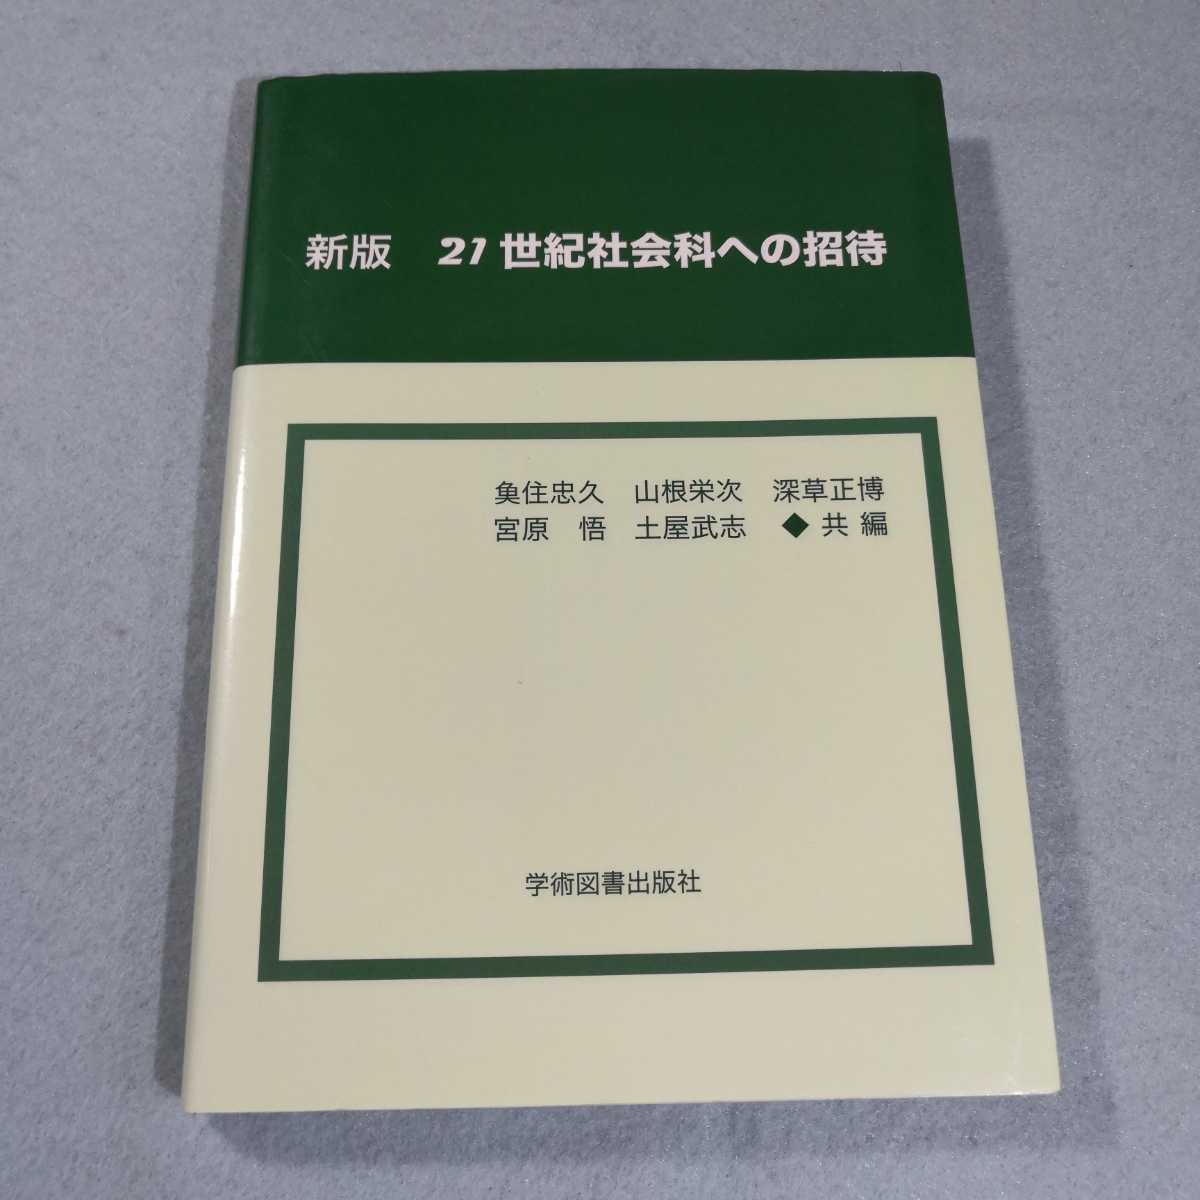 新版　21世紀社会科への招待
魚住忠久　山根栄次　深草正博
宮原　悟　土屋武志　◆共編
学術図書出版社